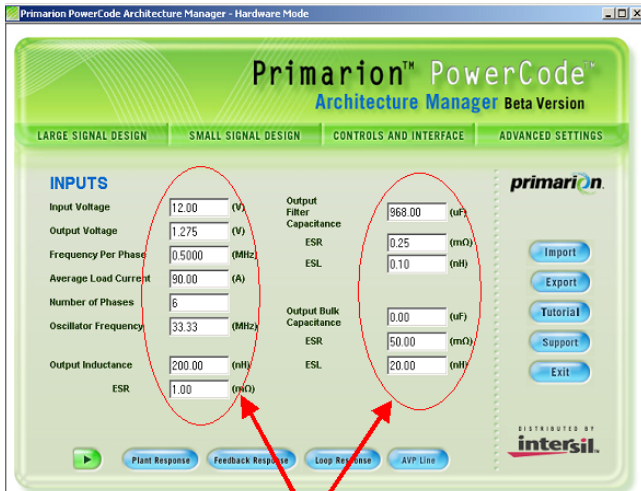 Primarion PowerCode Architecture Manager - Hardware Mode
Primarion™ PowerCode™
Architecture Manager Beta Version
LARGE SIGNAL DESIGN SMALL SIGNAL DESIGN CONTROLS AND INTERFACE ADVANCED SETTINGS
INPUTS
Input Voltage 12.00 (V)
Output Voltage 1.275 (V)
Frequency Per Phase 0.5000 (MHz)
Average Load Current 90.00 (A)
Number of Phases 6
Oscillator Frequency 33.33 (MHz)
Output Inductance 200.00 (nH)
ESR 1.00 (mΩ)
Output
Filter
Capacitance 968.00 (uF)
ESR 0.25 (mΩ)
ESL 0.10 (nH)
Output Bulk
Capacitance 0.00 (uF)
ESR 50.00 (mΩ)
ESL 20.00 (nH)
primarion.
Import
Export
Tutorial
Support
Exit
Plant Response Feedback Response Loop Response AVP Line
DISTRIBUTED BY
intersil.